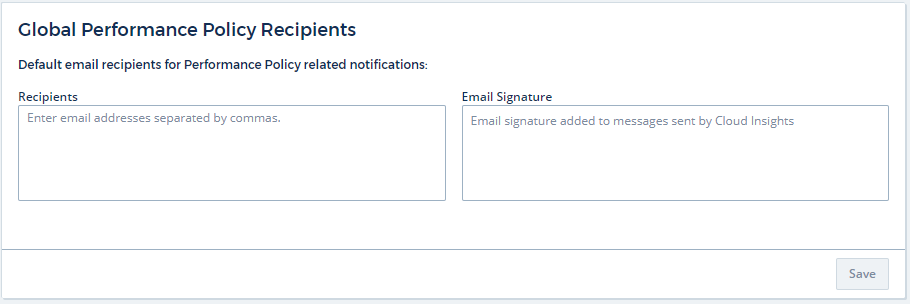 Global Performance Policy Recipients
Default email recipients for Performance Policy related notifications:
Recipients
Enter email addresses separated by commas.
Email Signature
Email signature added to messages sent by Cloud Insights
Save